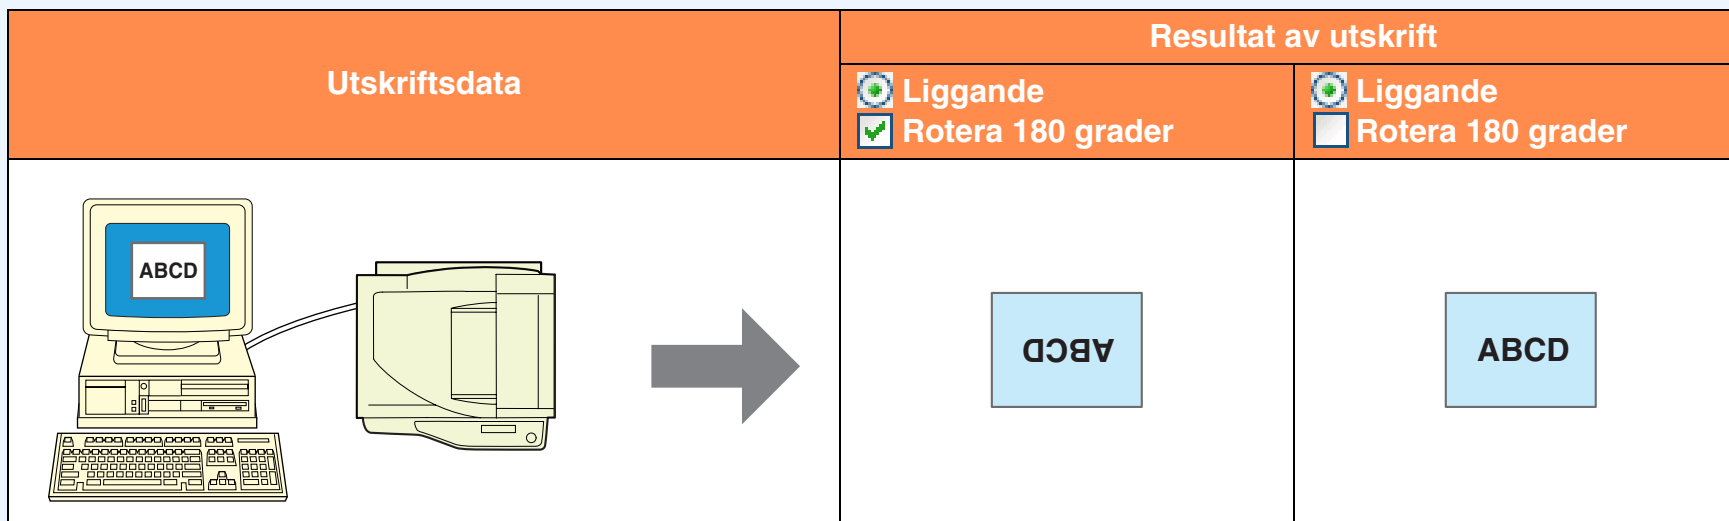 Utskriftsdata
Resultat av utskrift
Liggande
Rotera 180 grader
Liggande
Rotera 180 grader
ABCD
ABCD
ABCD